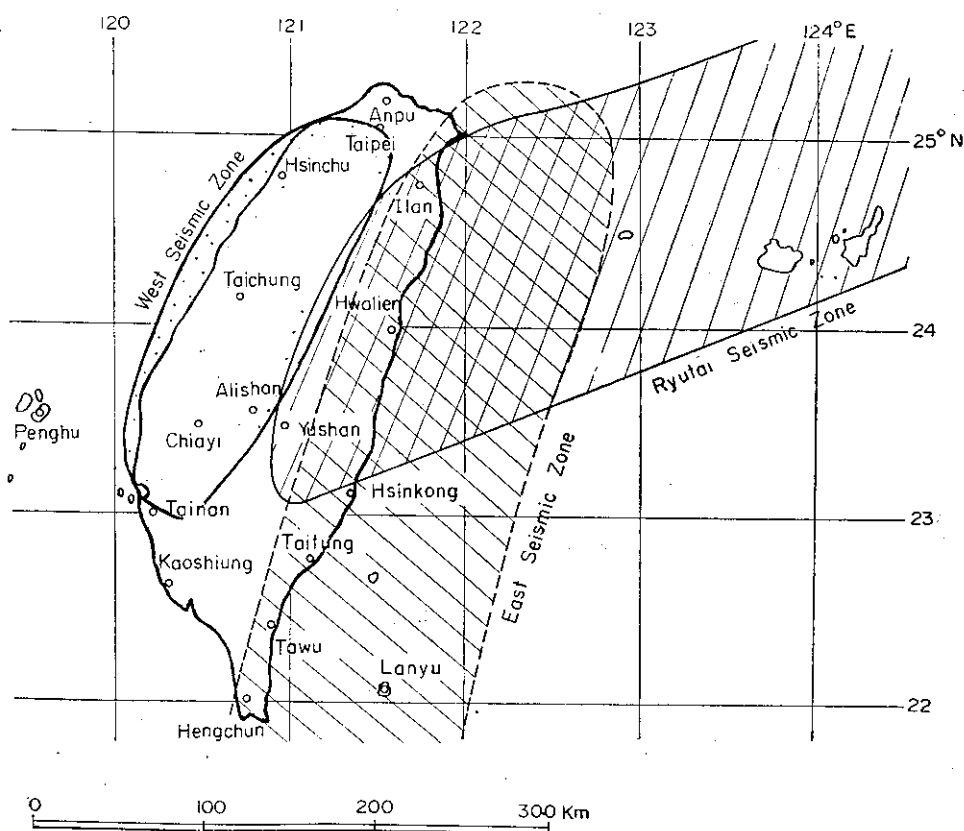 120
121
122
123
124°E
Anpu
25°N
Taipei
Hsinchu
West Seismic Zone
Ilan
Taichung
Hwalien
24
Ryutai Seismic Zone
Alishan
Penghu
Chiayi
Yushan
East Seismic Zone
Hsinkong
Tainan
23
Taitung
Kaoshiung
Tawu
Lanyu
22
Hengchun
0
100
200
300 Km